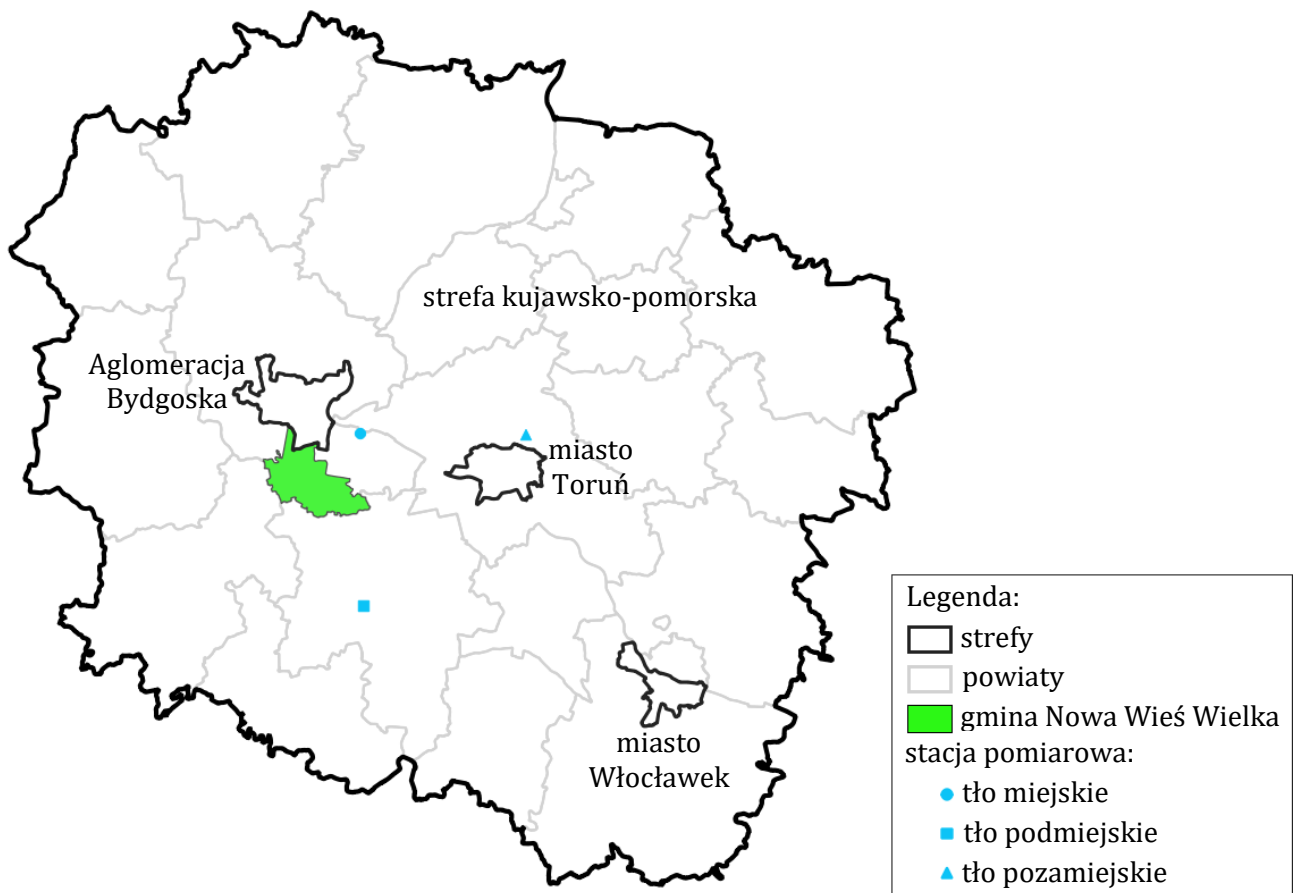 strefa kujawsko-pomorska
Aglomeracja
Bydgoska
miasto
Toruń
miasto
Włocławek
Legenda:
strefy
powiaty
gmina Nowa Wieś Wielka
stacja pomiarowa:
tło miejskie
tło podmiejskie
tło pozamiejskie